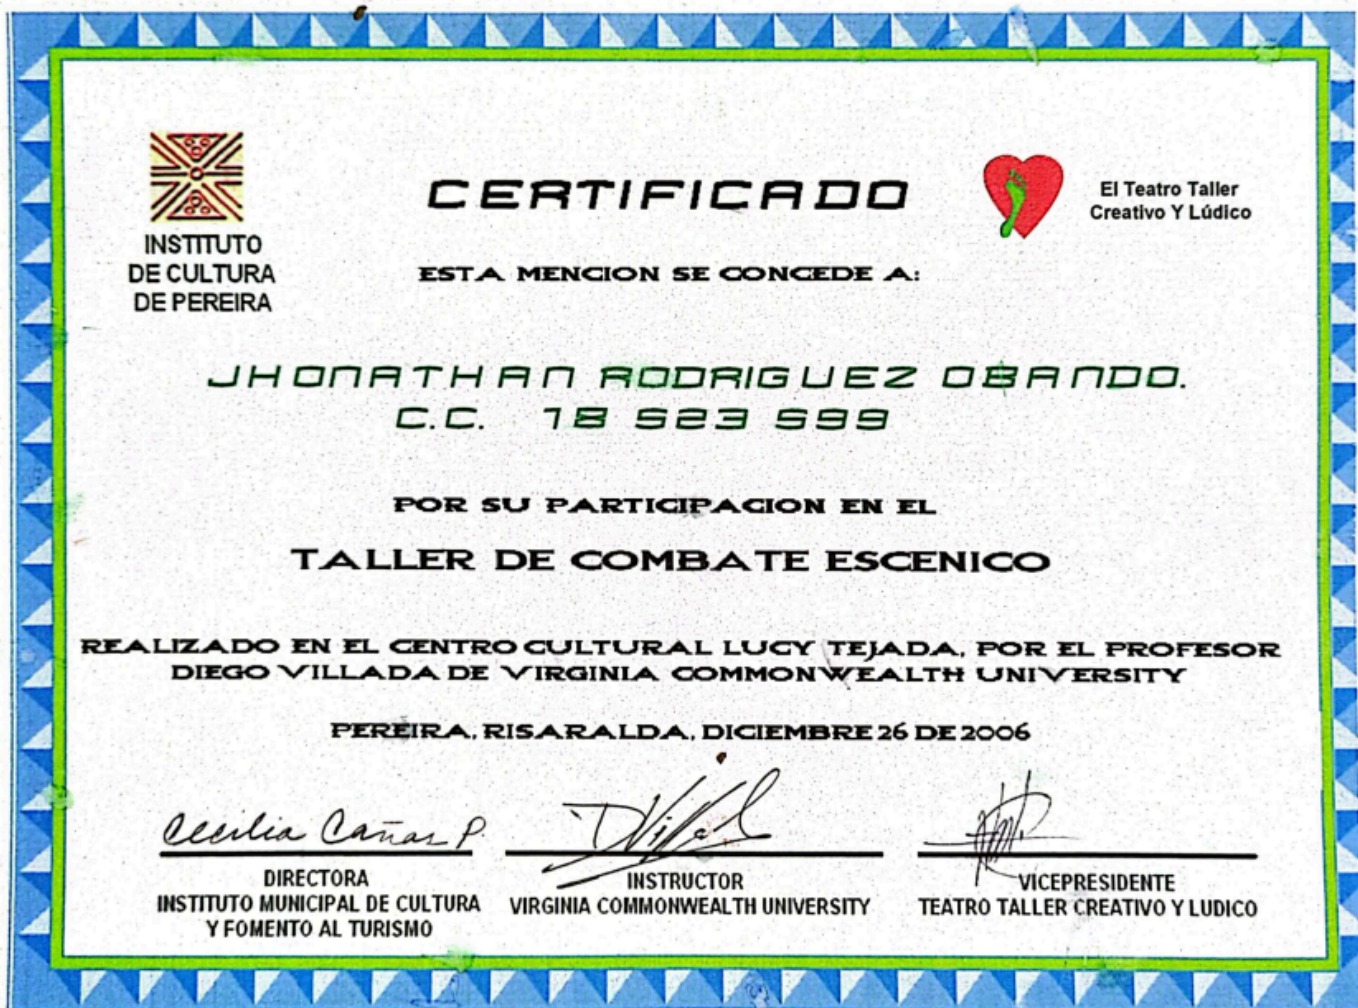 INSTITUTO
DE CULTURA
DE PEREIRA
CERTIFICADO
El Teatro Taller
Creativo Y Lúdico
ESTA MENCION SE CONCEDE A:
JHONATHAN RODRIGUEZ OBANDO.
C.C. 18 523 599
POR SU PARTICIPACION EN EL
TALLER DE COMBATE ESCENICO
REALIZADO EN EL CENTRO CULTURAL LUCY TEJADA, POR EL PROFESOR
DIEGO VILLADA DE VIRGINIA COMMONWEALTH UNIVERSITY
PEREIRA, RISARALDA, DICIEMBRE 26 DE 2006
Cecilia Cañas P.
DIRECTORA
INSTITUTO MUNICIPAL DE CULTURA
Y FOMENTO AL TURISMO
INSTRUCTOR
VIRGINIA COMMONWEALTH UNIVERSITY
VICEPRESIDENTE
TEATRO TALLER CREATIVO Y LUDICO